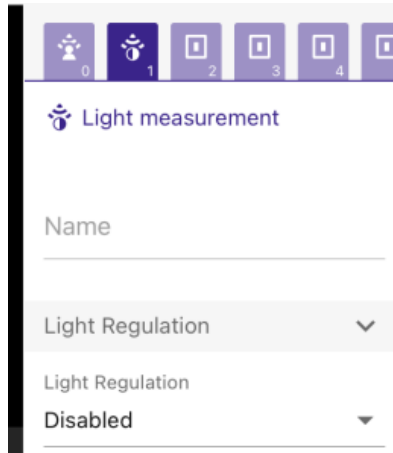 0 1 2 3 4
Light measurement
Name
Light Regulation
Light Regulation
Disabled